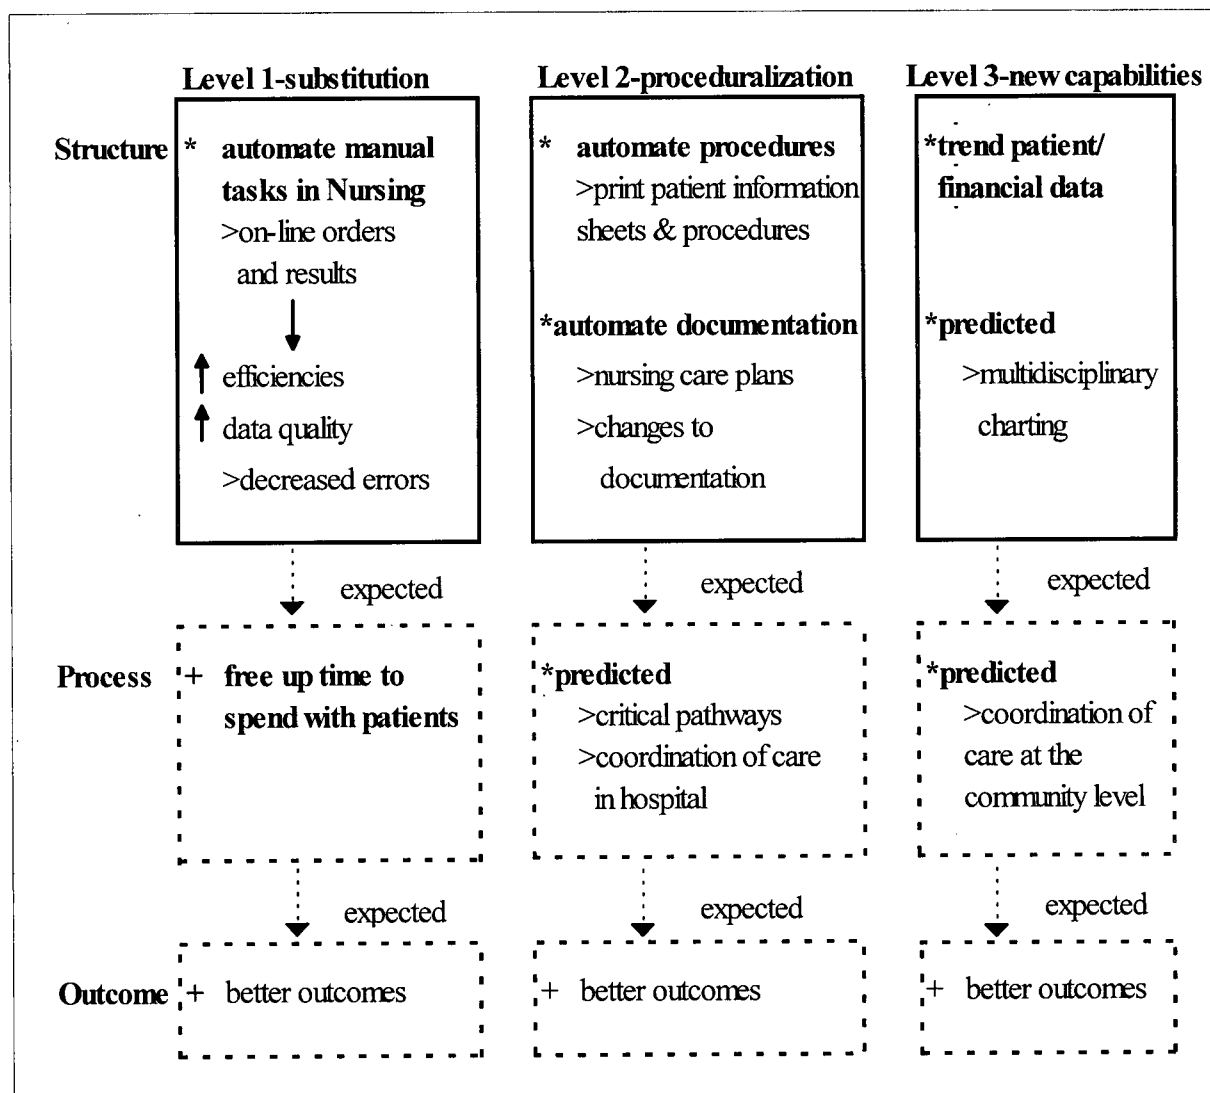 Level 1-substitution
Level 2-proceduralization
Level 3-new capabilities
Structure
* automate manual
tasks in Nursing
>on-line orders
and results
efficiencies
data quality
>decreased errors
* automate procedures
>print patient information
sheets & procedures
*automate documentation
>nursing care plans
>changes to
documentation
*trend patient/
financial data
*predicted
>multidisciplinary
charting
expected
expected
expected
Process
+ free up time to
spend with patients
*predicted
>critical pathways
>coordination of care
in hospital
*predicted
>coordination of
care at the
community level
expected
expected
expected
Outcome
+ better outcomes
+ better outcomes
+ better outcomes